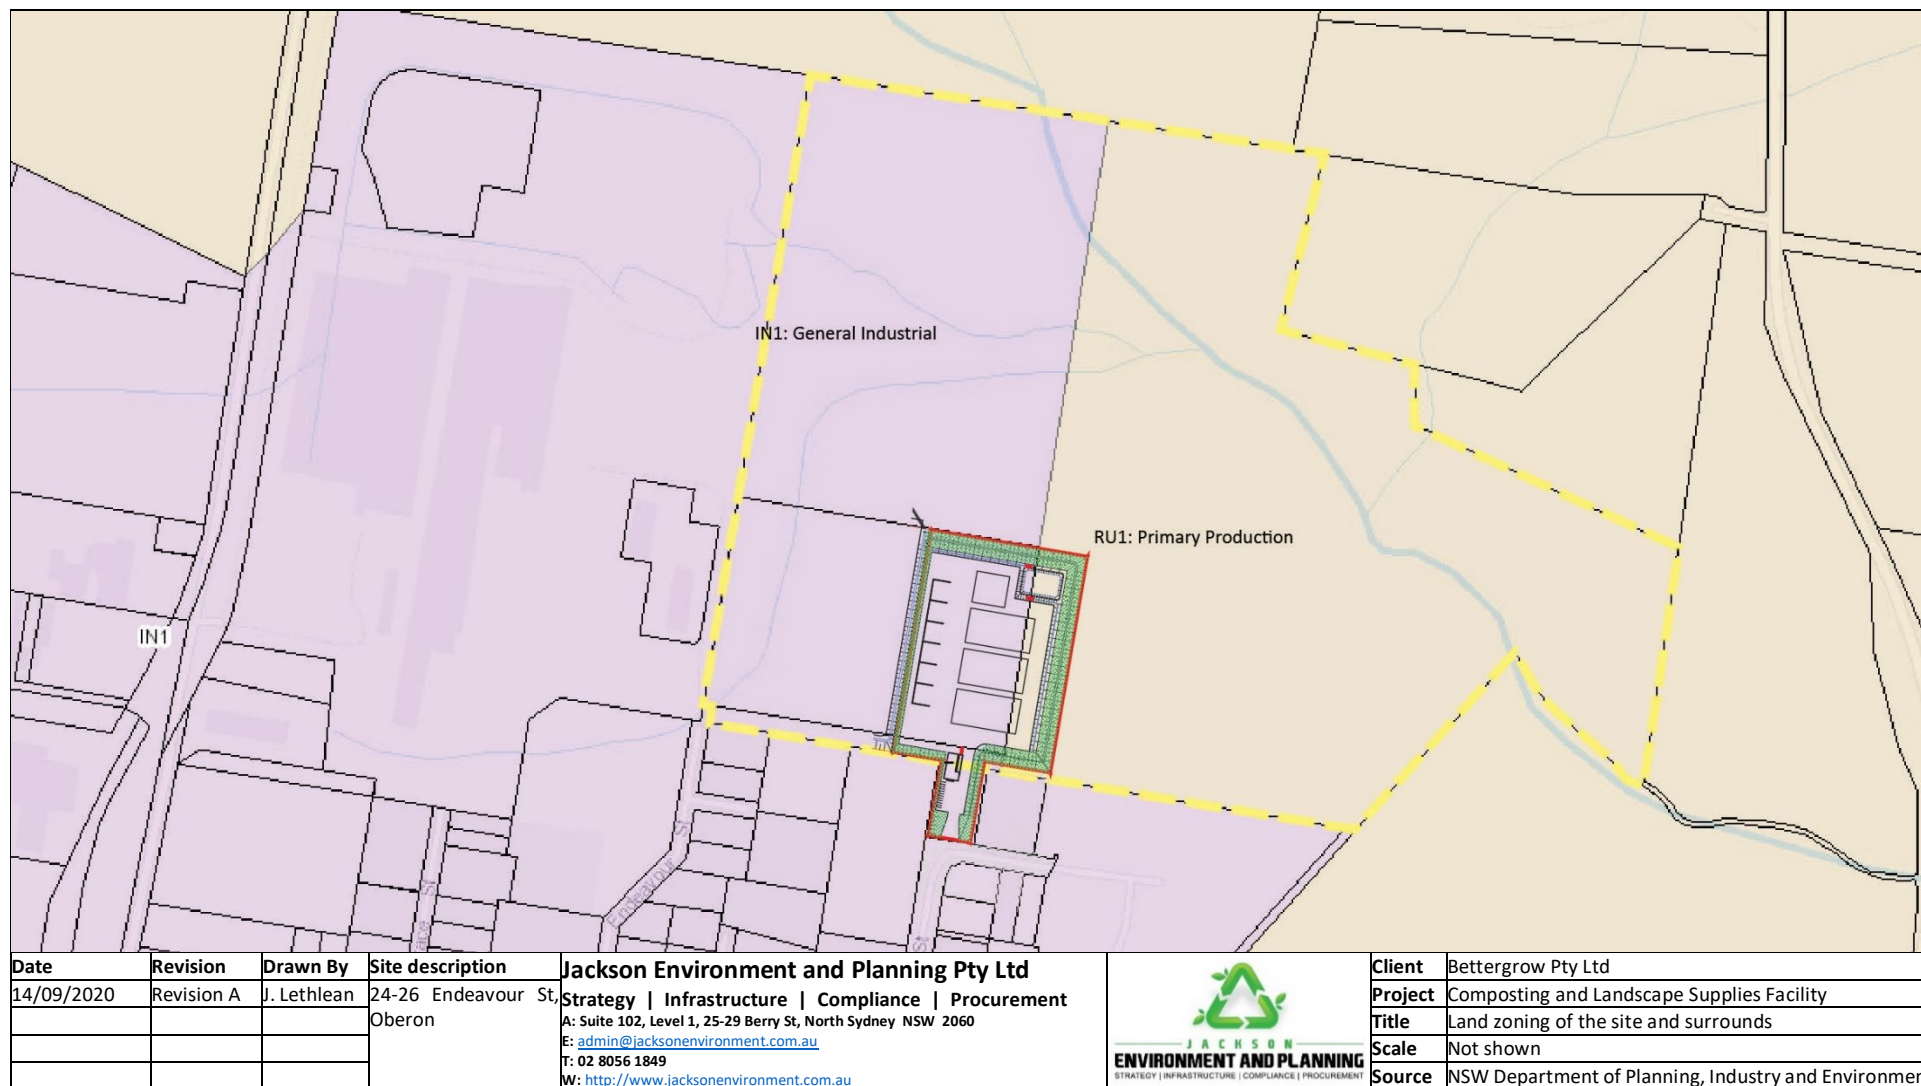 IN1: General Industrial
RU1: Primary Production
IN1
Endeavour St
St
St
Date Revision Drawn By Site description
14/09/2020 Revision A J. Lethlean 24-26 Endeavour St,
Oberon
Jackson Environment and Planning Pty Ltd
Strategy | Infrastructure | Compliance | Procurement
A: Suite 102, Level 1, 25-29 Berry St, North Sydney NSW 2060
E: admin@jacksonenvironment.com.au
T: 02 8056 1849
W: http://www.jacksonenvironment.com.au
JACKSON
ENVIRONMENT AND PLANNING
STRATEGY | INFRASTRUCTURE | COMPLIANCE | PROCUREMENT
Client Bettergrow Pty Ltd
Project Composting and Landscape Supplies Facility
Title Land zoning of the site and surrounds
Scale Not shown
Source NSW Department of Planning, Industry and Environmen